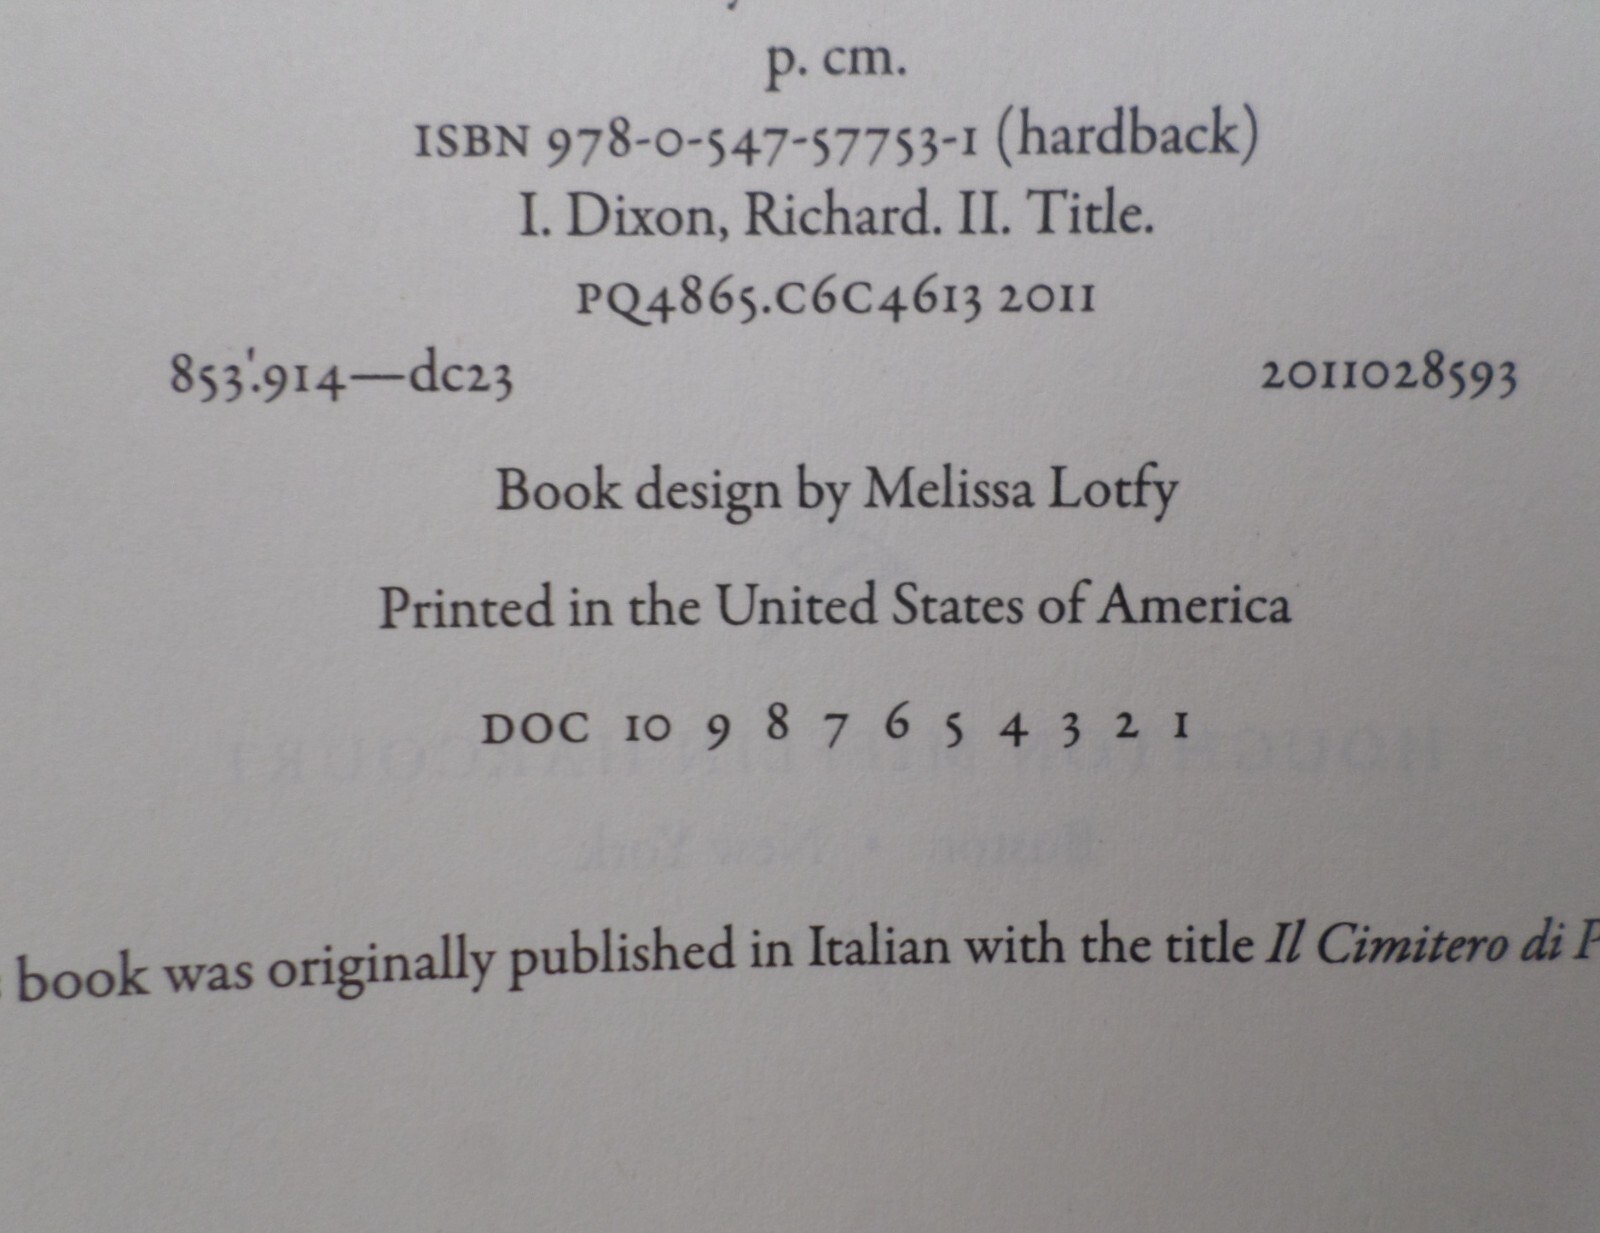 p. cm.
ISBN 978-0-547-57753-1 (hardback)
I. Dixon, Richard. II. Title.
PQ4865.C6C4613 2011
853'.914—dc23 2011028593
Book design by Melissa Lotfy
Printed in the United States of America
DOC 10 9 8 7 6 5 4 3 2 1
book was originally published in Italian with the title Il Cimitero di P